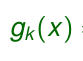 gₖ(x) =